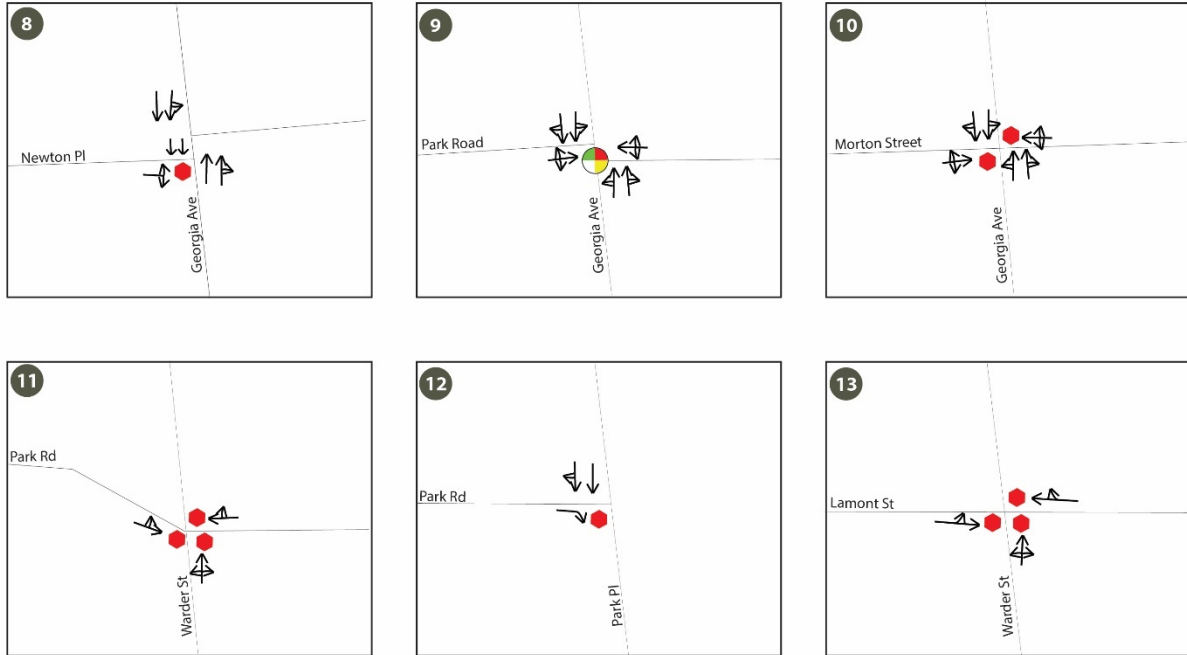 8
Newton Pl
Georgia Ave
9
Park Road
Georgia Ave
10
Morton Street
Georgia Ave
11
Park Rd
Warder St
12
Park Rd
Park Pl
13
Lamont St
Warder St